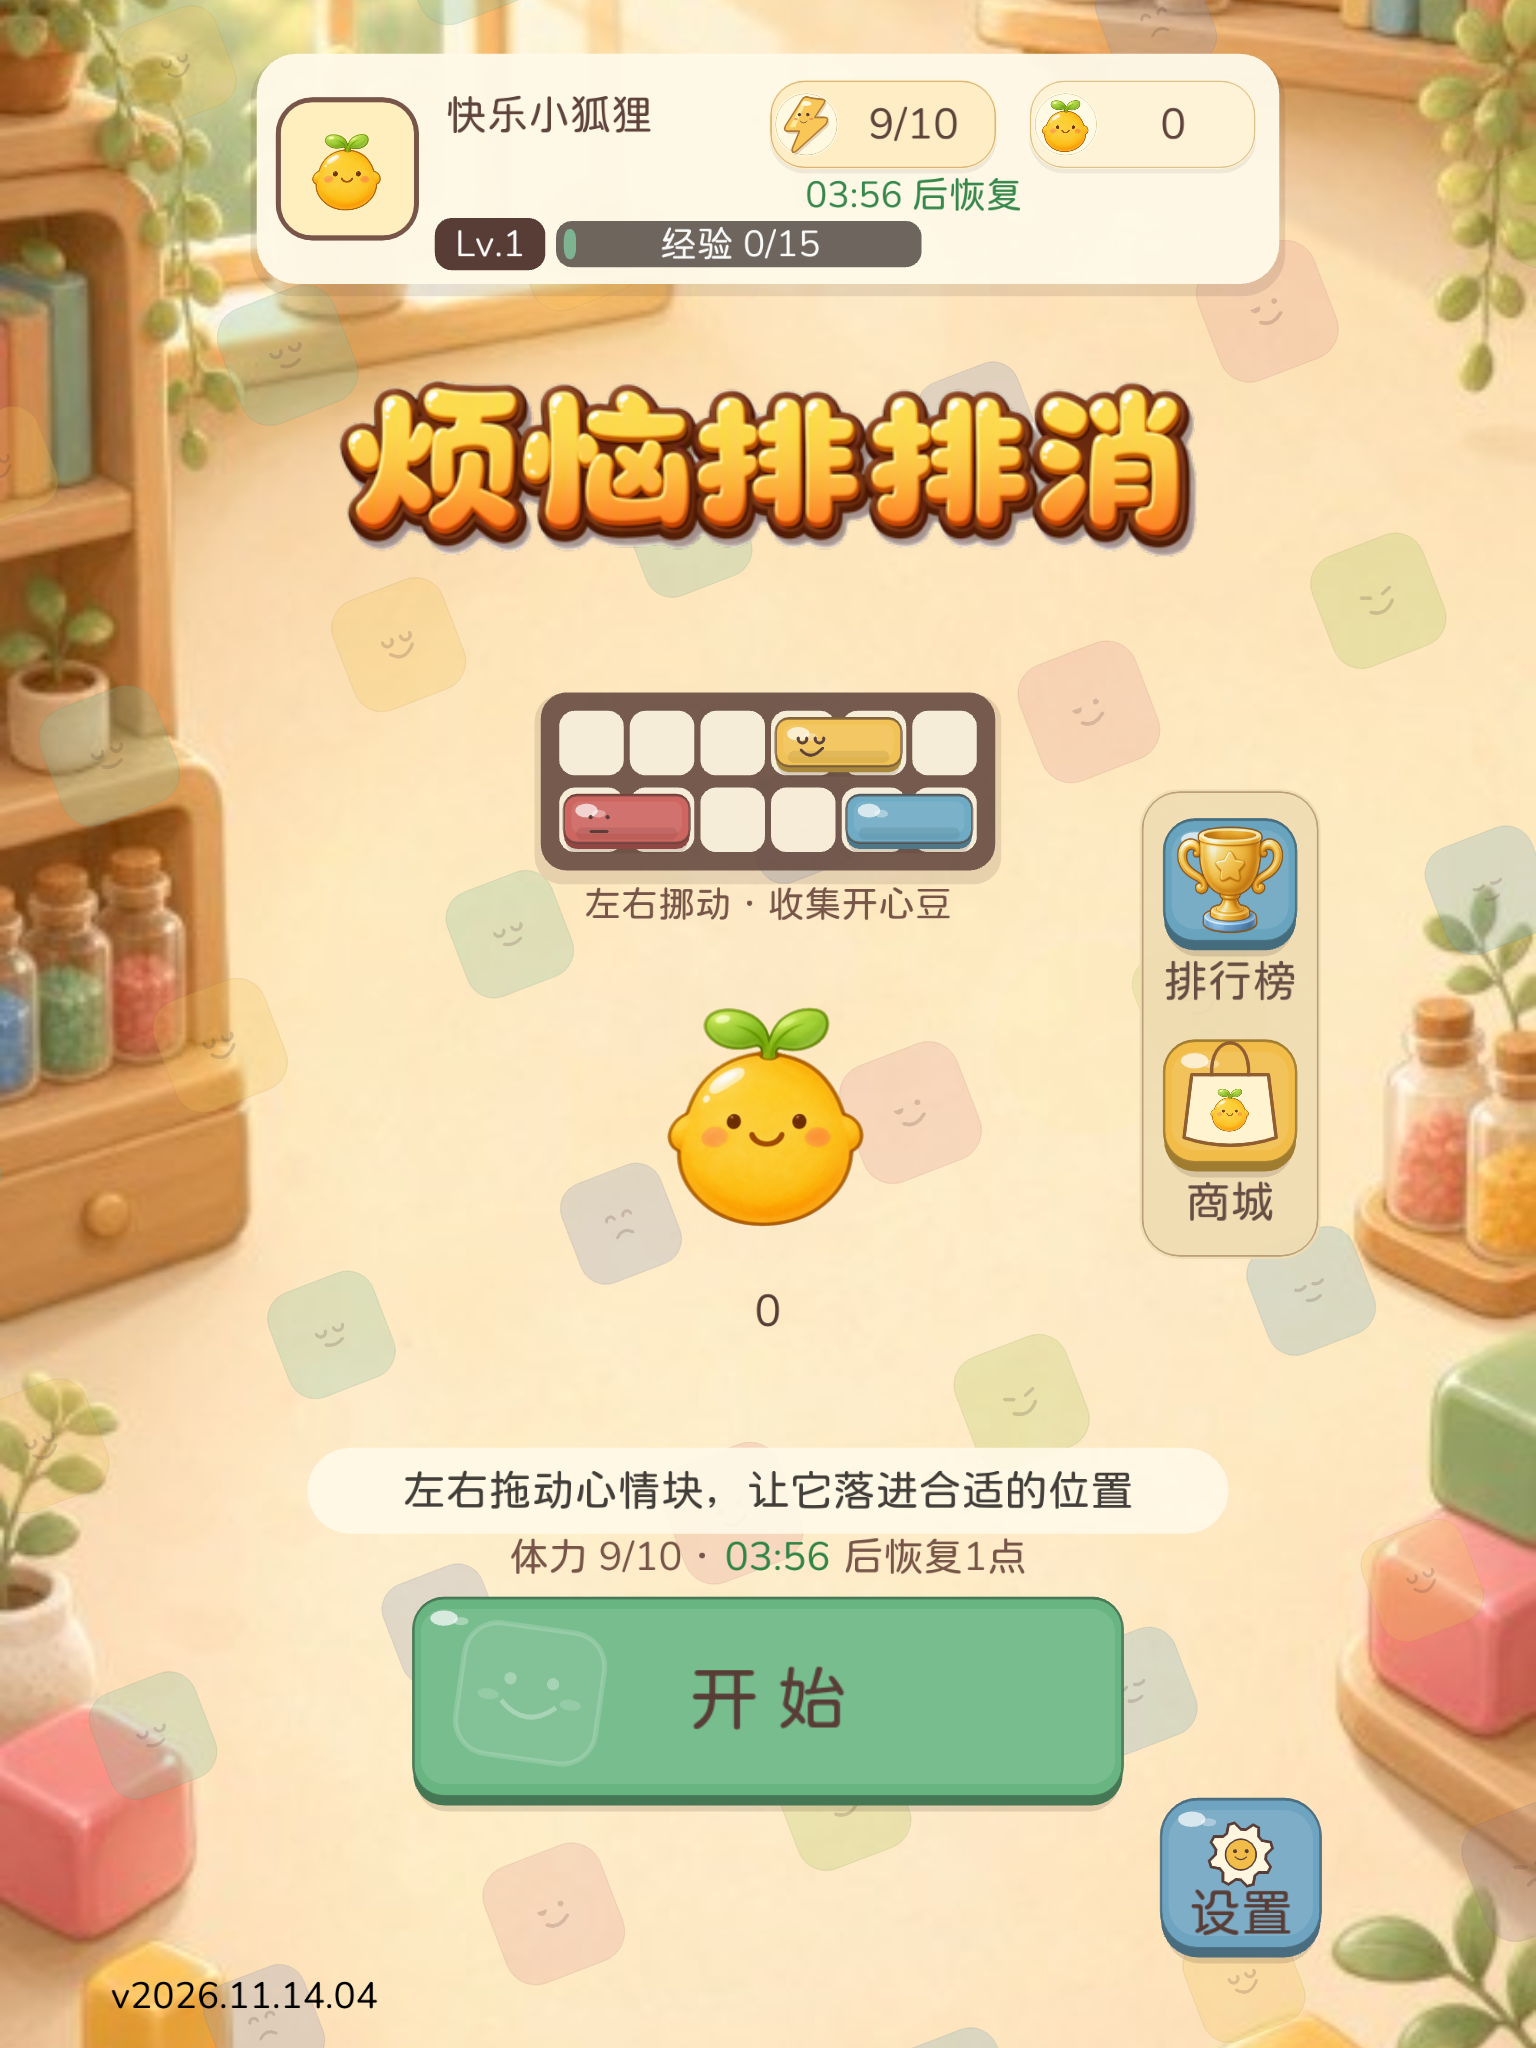 快乐小狐狸
9/10
0
03:56 后恢复
Lv.1
经验 0/15
烦恼排排消
左右挪动 · 收集开心豆
排行榜
商城
0
左右拖动心情块，让它落进合适的位置
体力 9/10 · 03:56 后恢复1点
开始
设置
v2026.11.14.04